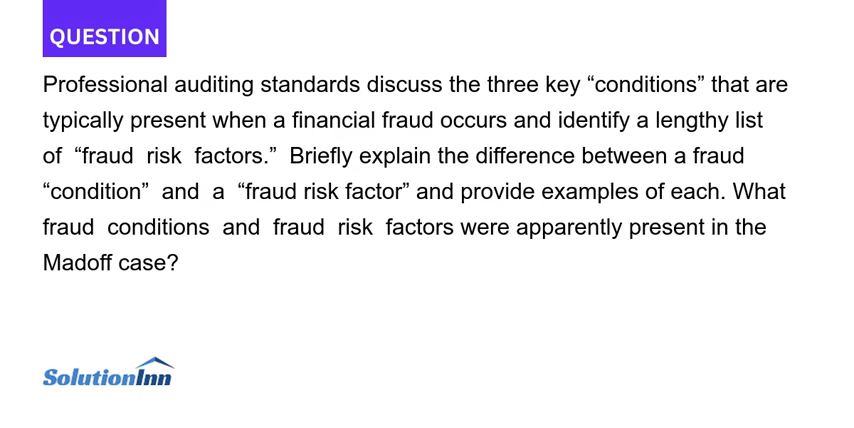 QUESTION
Professional auditing standards discuss the three key “conditions” that are
typically present when a financial fraud occurs and identify a lengthy list
of “fraud risk factors.” Briefly explain the difference between a fraud
“condition” and a “fraud risk factor” and provide examples of each. What
fraud conditions and fraud risk factors were apparently present in the
Madoff case?
SolutionInn